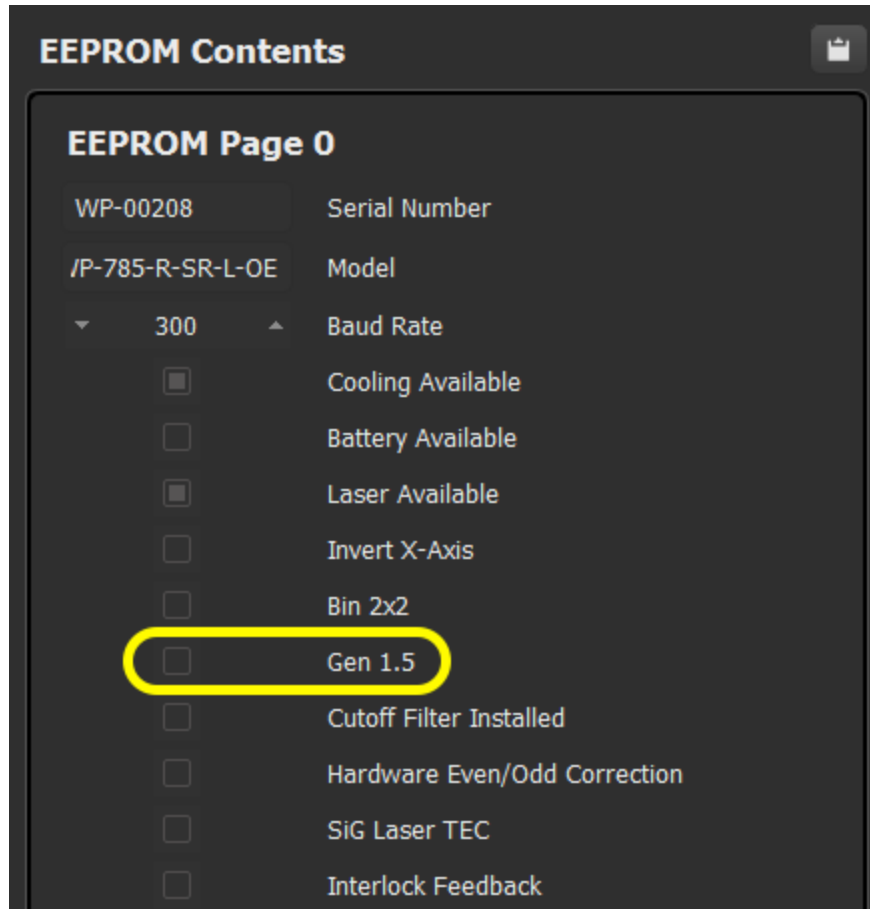 EEPROM Contents
EEPROM Page 0
WP-00208 Serial Number
/P-785-R-SR-L-OE Model
300 Baud Rate
Cooling Available
Battery Available
Laser Available
Invert X-Axis
Bin 2x2
Gen 1.5
Cutoff Filter Installed
Hardware Even/Odd Correction
SiG Laser TEC
Interlock Feedback